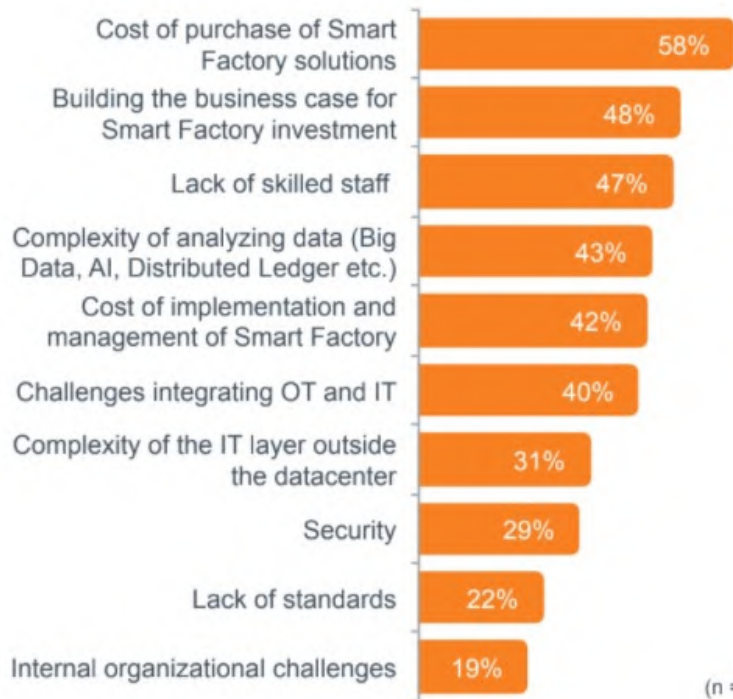 Cost of purchase of Smart
Factory solutions
58%
Building the business case for
Smart Factory investment
48%
Lack of skilled staff
47%
Complexity of analyzing data (Big
Data, AI, Distributed Ledger etc.)
43%
Cost of implementation and
management of Smart Factory
42%
Challenges integrating OT and IT
40%
Complexity of the IT layer outside
the datacenter
31%
Security
29%
Lack of standards
22%
Internal organizational challenges
19%
(n =